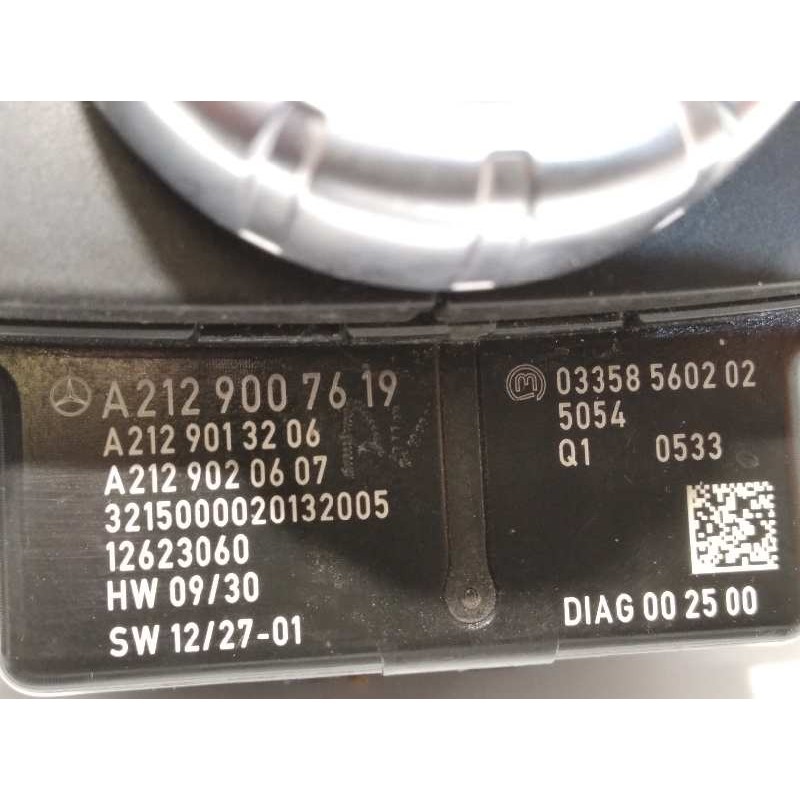 A212 900 76 19
A212 901 32 06
A212 902 06 07
3215000020132005
12623060
HW 09/30
SW 12/27-01
03358 5602 02
5054
Q1 0533
DIAG 00 25 00